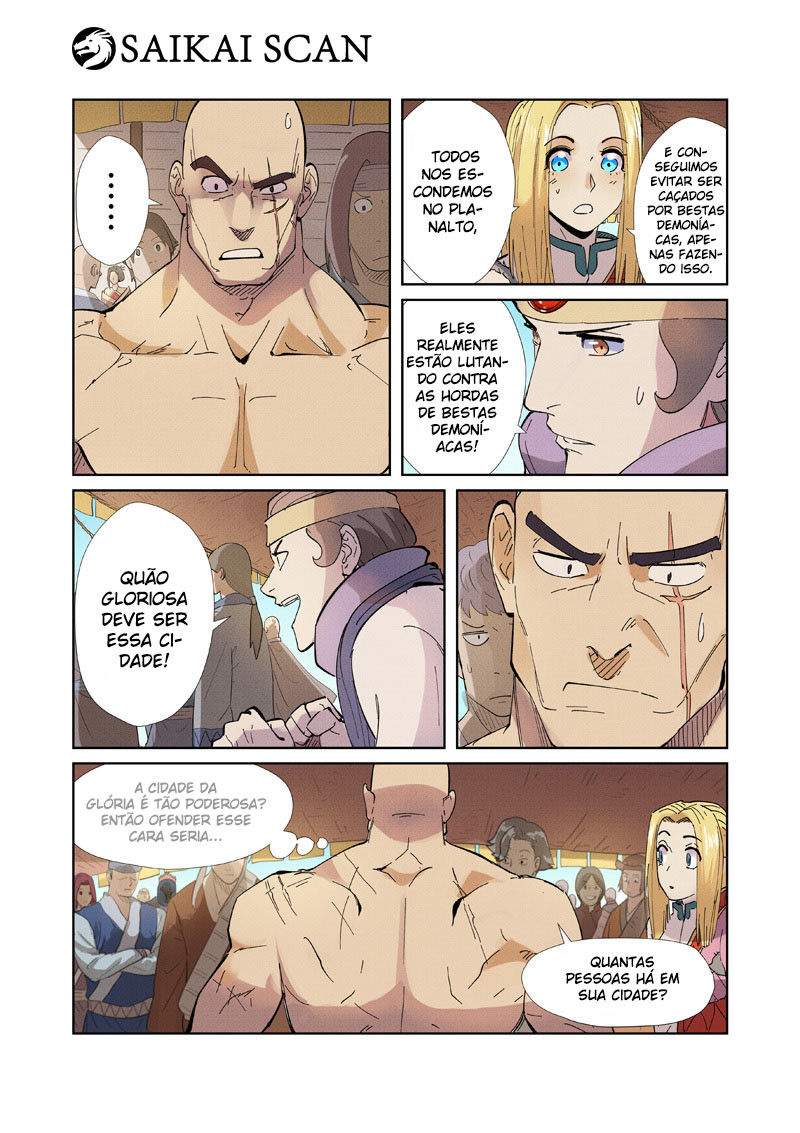 SAIKAI SCAN
......
TODOS
NOS ES-
CONDEMOS
NO PLA-
NALTO,
E CON-
SEGUIMOS
EVITAR SER
CAÇADOS
POR BESTAS
DEMONÍ-
ACAS, APE-
NAS FAZEN-
DO ISSO.
ELES
REALMENTE
ESTÃO LUTAN-
DO CONTRA
AS HORDAS
DE BESTAS
DEMONÍ-
ACAS!
QUÃO
GLORIOSA
DEVE SER
ESSA CI-
DADE!
A CIDADE DA
GLÓRIA É TÃO PODEROSA?
ENTÃO OFENDER ESSE
CARA SERIA...
QUANTAS
PESSOAS HÁ EM
SUA CIDADE?